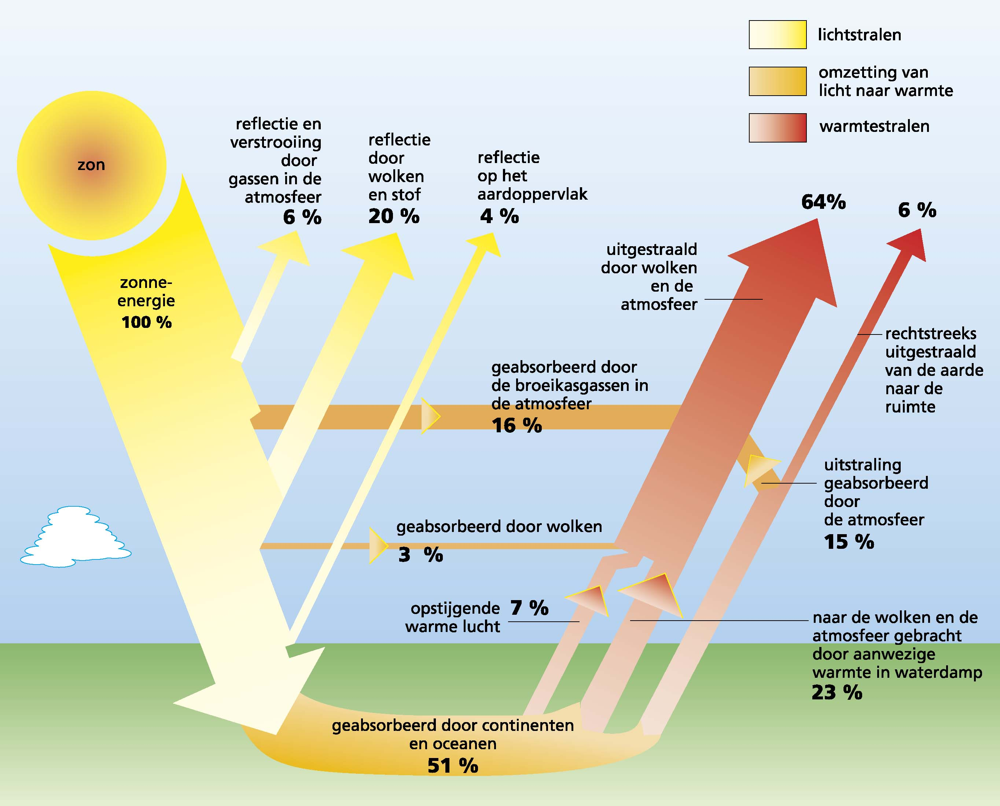 lichtstralen
omzetting van
licht naar warmte
warmtestralen
zon
zonne-
energie
100 %
reflectie en
verstrooiing
door
gassen in de
atmosfeer
6 %
reflectie
door
wolken
en stof
20 %
reflectie
op het
aardoppervlak
4 %
64%
6 %
uitgestraald
door wolken
en de
atmosfeer
rechtstreeks
uitgestraald
van de aarde
naar de
ruimte
geabsorbeerd door
de broeikasgassen in
de atmosfeer
16 %
uitstraling
geabsorbeerd
door
de atmosfeer
15 %
geabsorbeerd door wolken
3 %
opstijgende 7 %
warme lucht
naar de wolken en de
atmosfeer gebracht
door aanwezige
warmte in waterdamp
23 %
geabsorbeerd door continenten
en oceanen
51 %